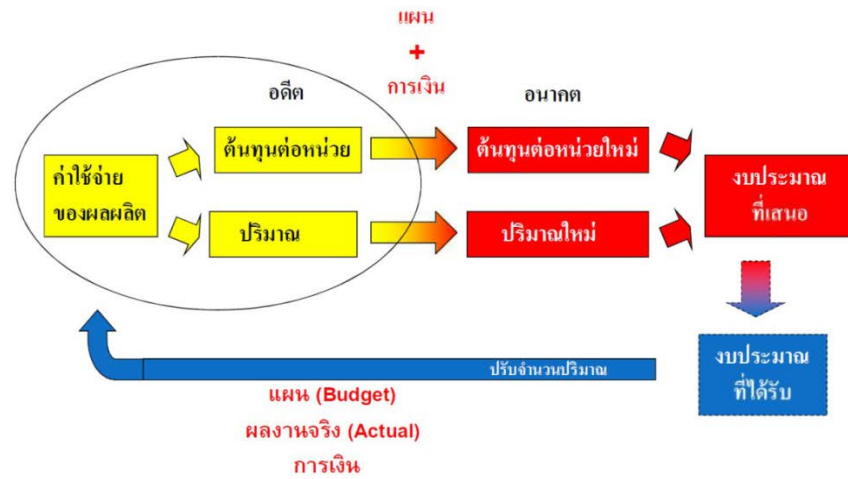 แผน
+
การเงิน
อดีต
อนาคต
ค่าใช้จ่าย
ของผลผลิต
ต้นทุนต่อหน่วย
ปริมาณ
ต้นทุนต่อหน่วยใหม่
ปริมาณใหม่
งบประมาณ
ที่เสนอ
ปรับจำนวนปริมาณ
งบประมาณ
ที่ได้รับ
แผน (Budget)
ผลงานจริง (Actual)
การเงิน